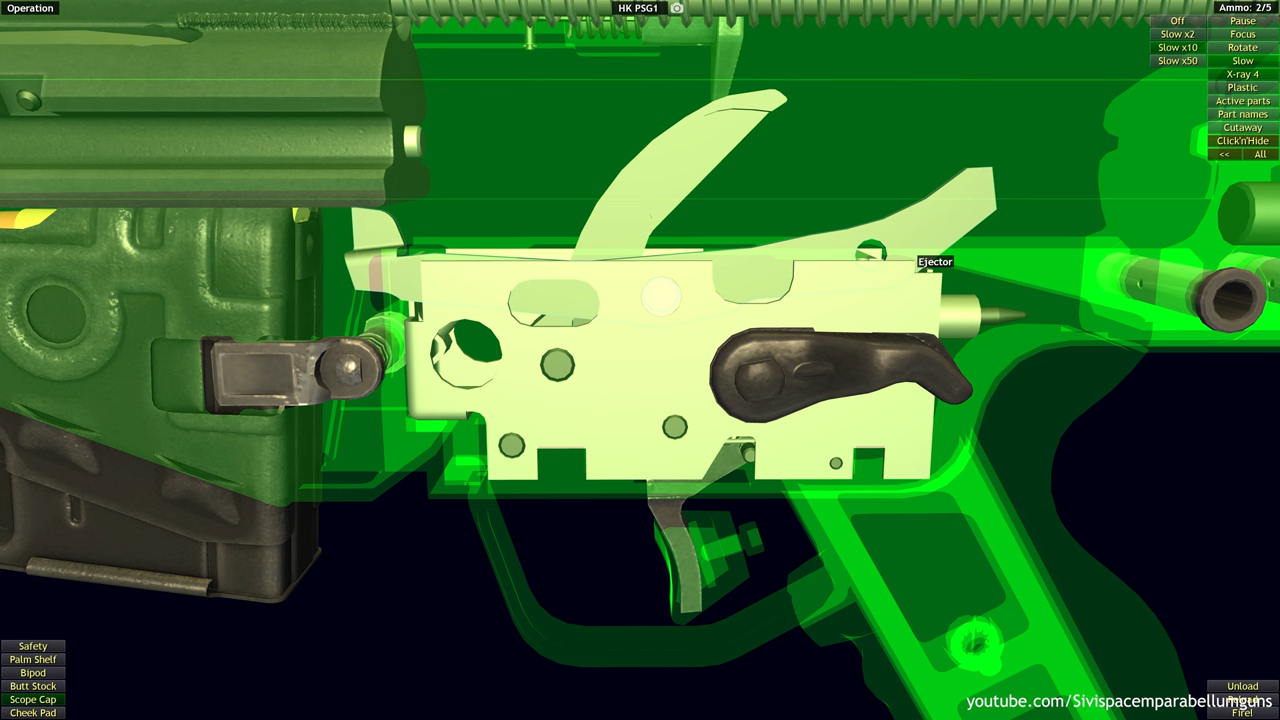 Operation
HK PSG1
Ammo: 2/5
Off
Pause
Slow x2
Focus
Slow x10
Rotate
Slow x50
Slow
X-ray 4
Plastic
Active parts
Part names
Cutaway
Click'n'Hide
<< All
Ejector
Safety
Palm Shelf
Bipod
Butt Stock
Scope Cap
Cheek Pad
Unload
Fire!
youtube.com/Sivispacemparabellumguns